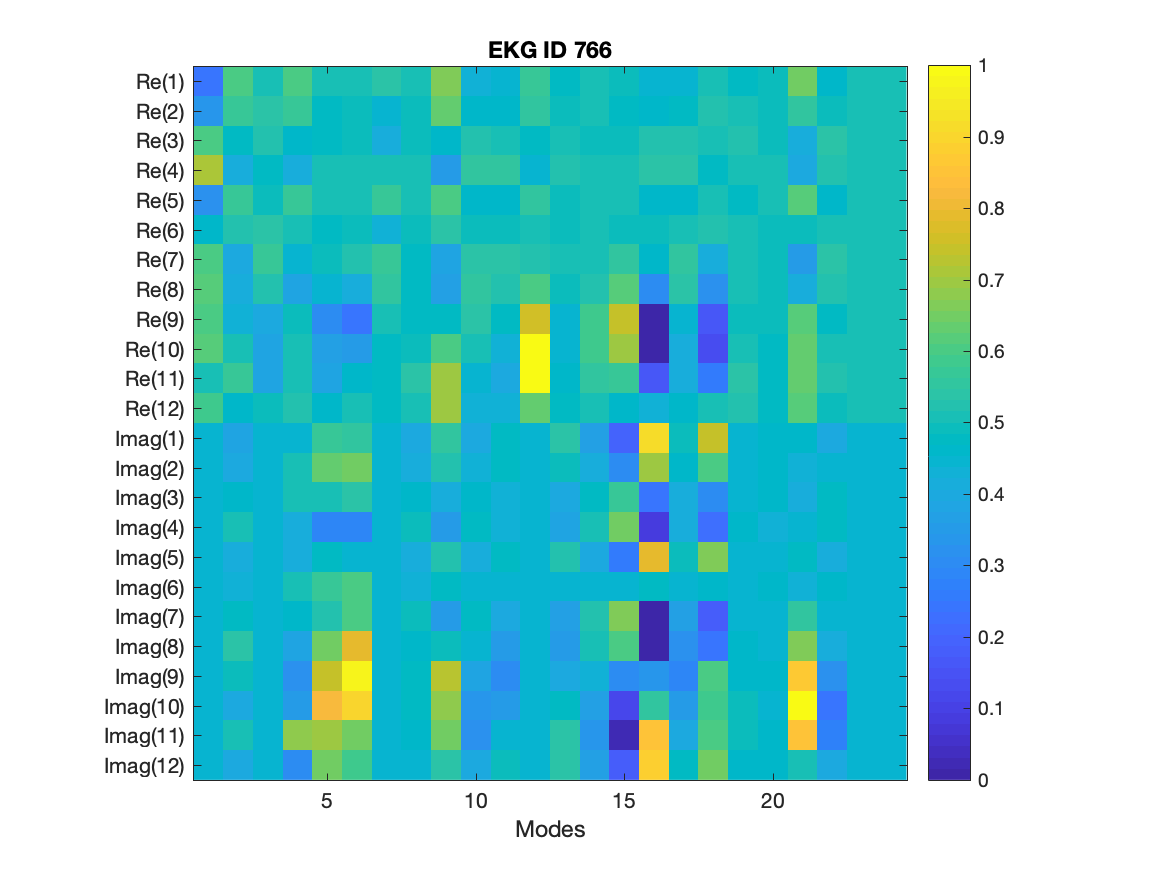 EKG ID 766
Re(1)
Re(2)
Re(3)
Re(4)
Re(5)
Re(6)
Re(7)
Re(8)
Re(9)
Re(10)
Re(11)
Re(12)
Imag(1)
Imag(2)
Imag(3)
Imag(4)
Imag(5)
Imag(6)
Imag(7)
Imag(8)
Imag(9)
Imag(10)
Imag(11)
Imag(12)
5 10 15 20
Modes
1
0.9
0.8
0.7
0.6
0.5
0.4
0.3
0.2
0.1
0